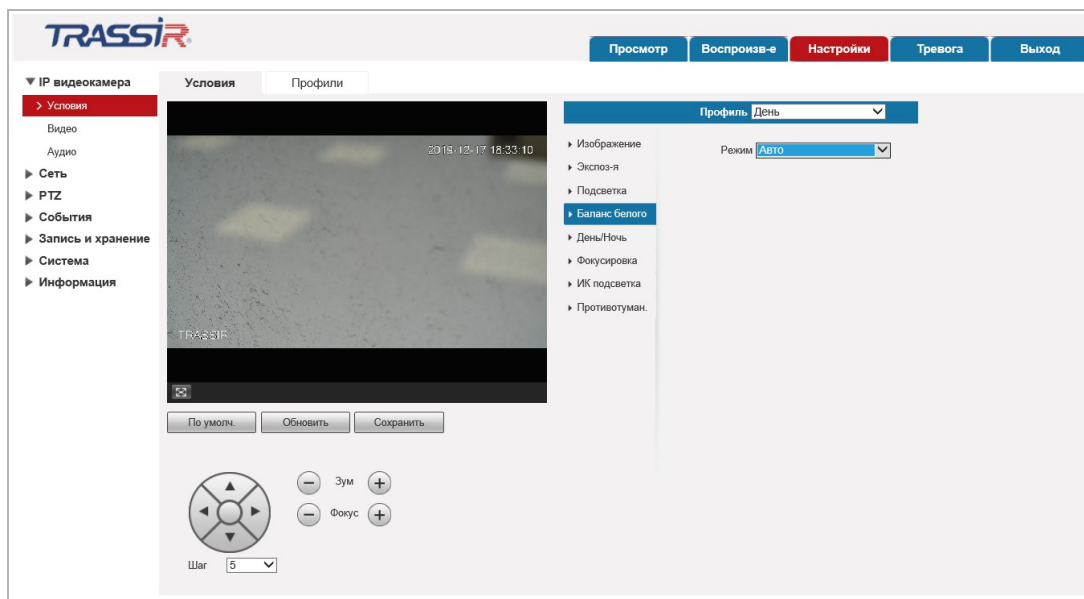 TRASSIR
Просмотр
Воспроизв-е
Настройки
Тревога
Выход
IP видеокамера
Условия
Видео
Аудио
Сеть
PTZ
События
Запись и хранение
Система
Информация
Условия
Профили
2019-12-17 18:33:10
TRASSIR
По умолч.
Обновить
Сохранить
Зум
Фокус
Шаг 5
Профиль День
Изображение
Экспоз-я
Подсветка
Баланс белого
День/Ночь
Фокусировка
ИК подсветка
Противотуман.
Режим Авто